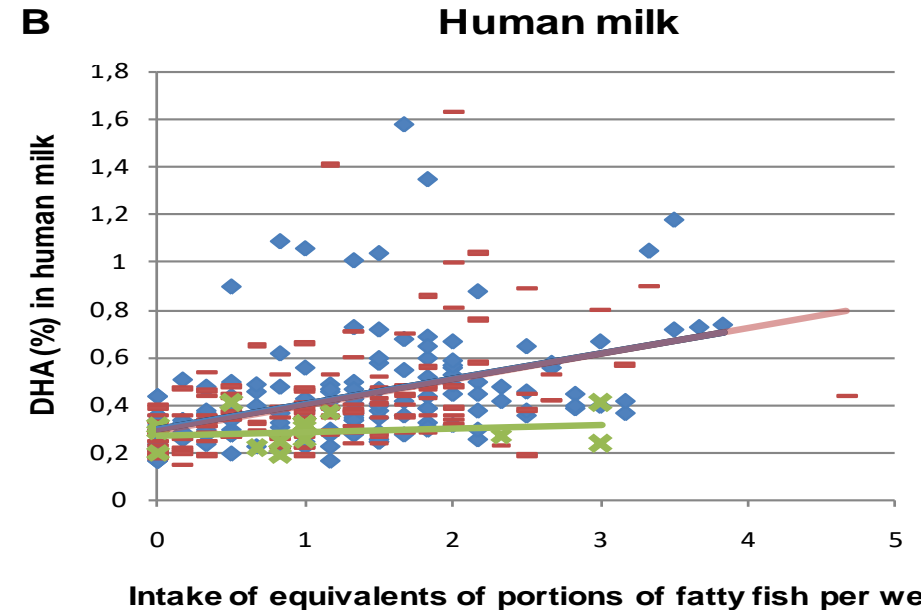 B
Human milk
DHA (%) in human milk
1,8
1,6
1,4
1,2
1
0,8
0,6
0,4
0,2
0
0 1 2 3 4 5
Intake of equivalents of portions of fatty fish per we